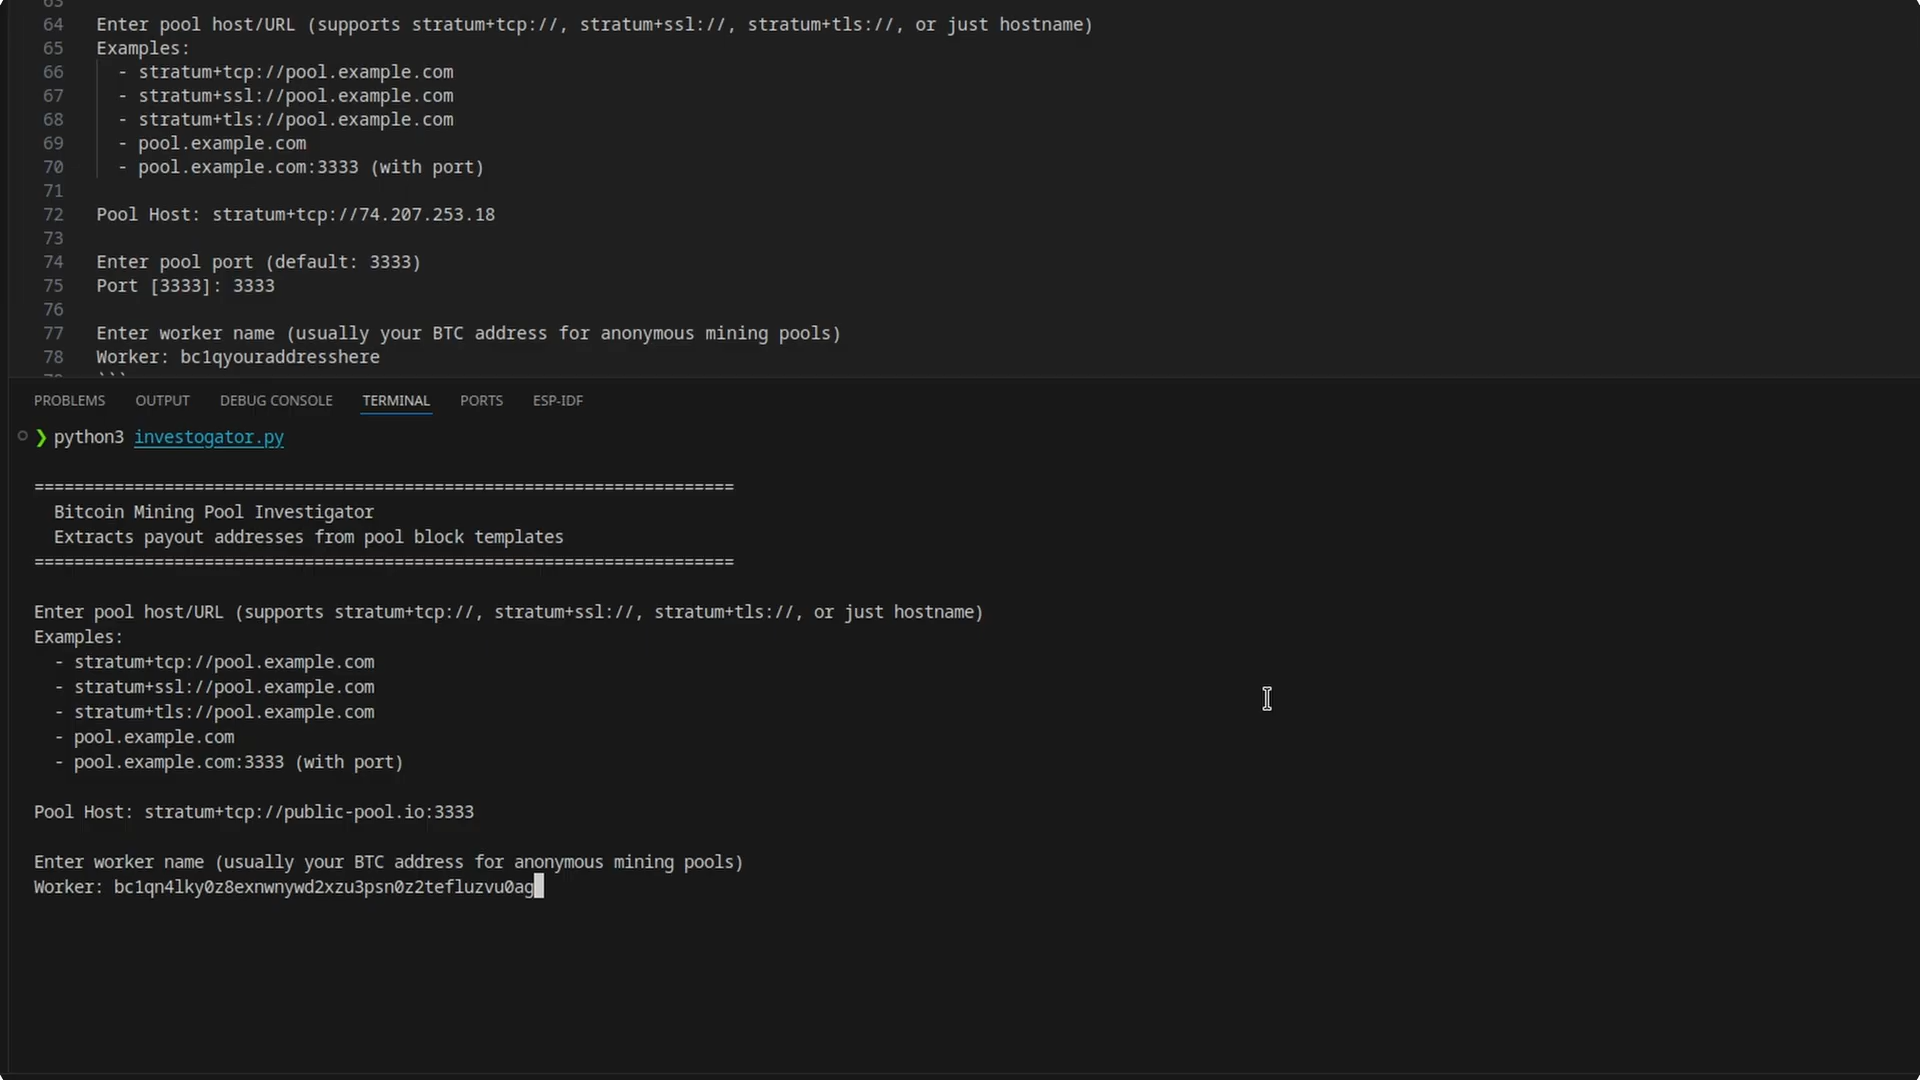 63
64 Enter pool host/URL (supports stratum+tcp://, stratum+ssl://, stratum+tls://, or just hostname)
65 Examples:
66 - stratum+tcp://pool.example.com
67 - stratum+ssl://pool.example.com
68 - stratum+tls://pool.example.com
69 - pool.example.com
70 - pool.example.com:3333 (with port)
71
72 Pool Host: stratum+tcp://74.207.253.18
73
74 Enter pool port (default: 3333)
75 Port [3333]: 3333
76
77 Enter worker name (usually your BTC address for anonymous mining pools)
78 Worker: bc1qyouraddresshere
79 ```
PROBLEMS OUTPUT DEBUG CONSOLE TERMINAL PORTS ESP-IDF
❯ python3 investogator.py
======================================================================
Bitcoin Mining Pool Investigator
Extracts payout addresses from pool block templates
======================================================================
Enter pool host/URL (supports stratum+tcp://, stratum+ssl://, stratum+tls://, or just hostname)
Examples:
- stratum+tcp://pool.example.com
- stratum+ssl://pool.example.com
- stratum+tls://pool.example.com
- pool.example.com
- pool.example.com:3333 (with port)
Pool Host: stratum+tcp://public-pool.io:3333
Enter worker name (usually your BTC address for anonymous mining pools)
Worker: bc1qn4lky0z8exnwnywd2xzu3psn0z2tefluzvu0ag